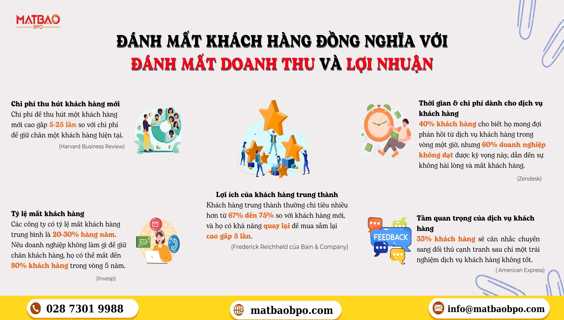 MATBAO
BPO
ĐÁNH MẤT KHÁCH HÀNG ĐỒNG NGHĨA VỚI
ĐÁNH MẤT DOANH THU VÀ LỢI NHUẬN
Chi phí thu hút khách hàng mới
Chi phí để thu hút một khách hàng
mới cao gấp 5-25 lần so với chi phí
để giữ chân một khách hàng hiện tại.
(Harvard Business Review)
Tỷ lệ mất khách hàng
Các công ty có tỷ lệ mất khách hàng
trung bình là 20-30% hàng năm.
Nếu doanh nghiệp không làm gì để giữ
chân khách hàng, họ có thể mất đến
80% khách hàng trong vòng 5 năm.
(Invesp)
Lợi ích của khách hàng trung thành
Khách hàng trung thành thường chi tiêu nhiều
hơn từ 67% đến 75% so với khách hàng mới,
và họ có khả năng quay lại để mua sắm lại
cao gấp 5 lần.
(Frederick Reichheld của Bain & Company)
Thời gian & chi phí dành cho dịch vụ
khách hàng
40% khách hàng cho biết họ mong đợi
phản hồi từ dịch vụ khách hàng trong
vòng một giờ, nhưng 60% doanh nghiệp
không đạt được kỳ vọng này, dẫn đến sự
không hài lòng và mất khách hàng.
(Zendesk)
FEEDBACK
Tầm quan trọng của dịch vụ khách
hàng
33% khách hàng sẽ cân nhắc chuyển
sang đối thủ cạnh tranh sau chỉ một trải
nghiệm dịch vụ khách hàng không tốt.
( American Express)
028 7301 9988
matbaobpo.com
info@matbaobpo.com